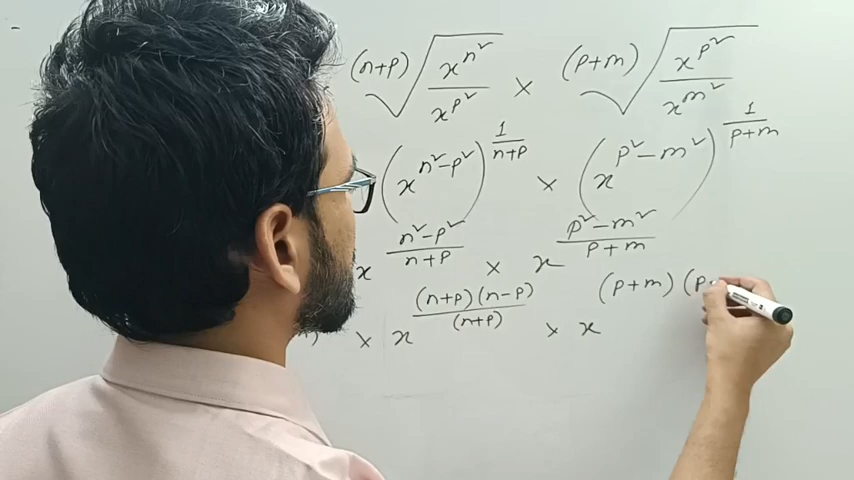 (n+p)√(x^n²/x^p²) × (p+m)√(x^p²/x^m²)
(x^n²-p²)^1/n+p × (x^p²-m²)^1/p+m
x^n²-p²/n+p × x^p²-m²/p+m
) × x^(n+p)(n-p)/(n+p) × x^(p+m)(p